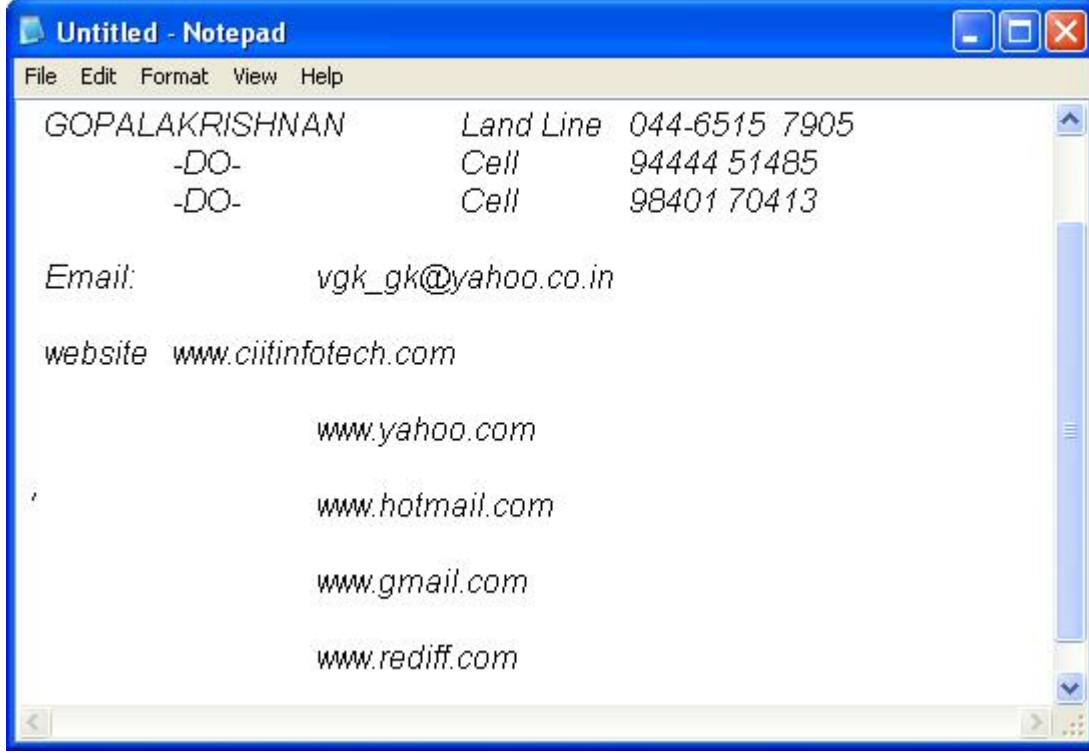 Untitled - Notepad
File Edit Format View Help
GOPALAKRISHNAN Land Line 044-6515 7905
-DO- Cell 94444 51485
-DO- Cell 98401 70413
Email: vgk_gk@yahoo.co.in
website www.ciitinfotech.com
www.yahoo.com
, www.hotmail.com
www.gmail.com
www.rediff.com